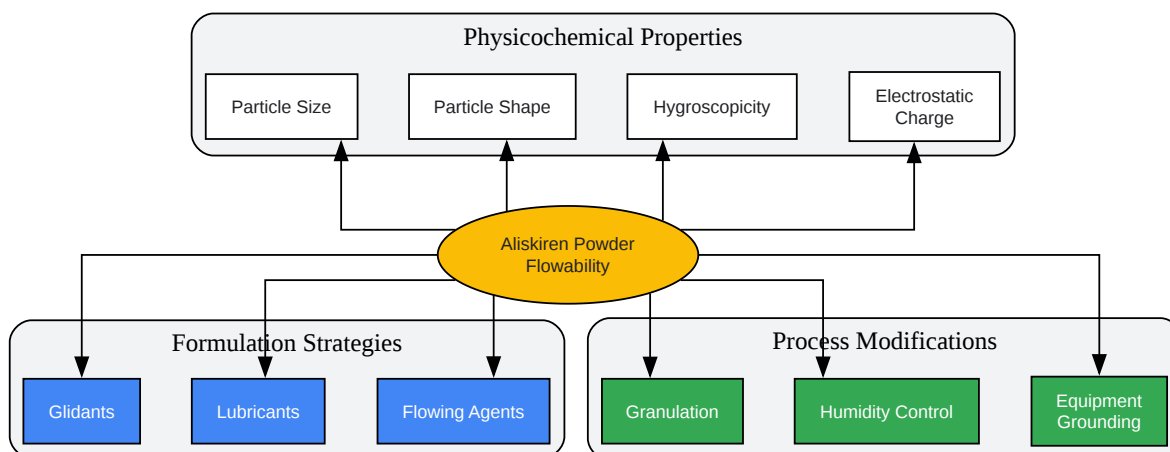 Physicochemical Properties
Particle Size
Particle Shape
Hygroscopicity
Electrostatic
Charge
Aliskiren Powder
Flowability
Formulation Strategies
Glidants
Lubricants
Flowing Agents
Process Modifications
Granulation
Humidity Control
Equipment
Grounding